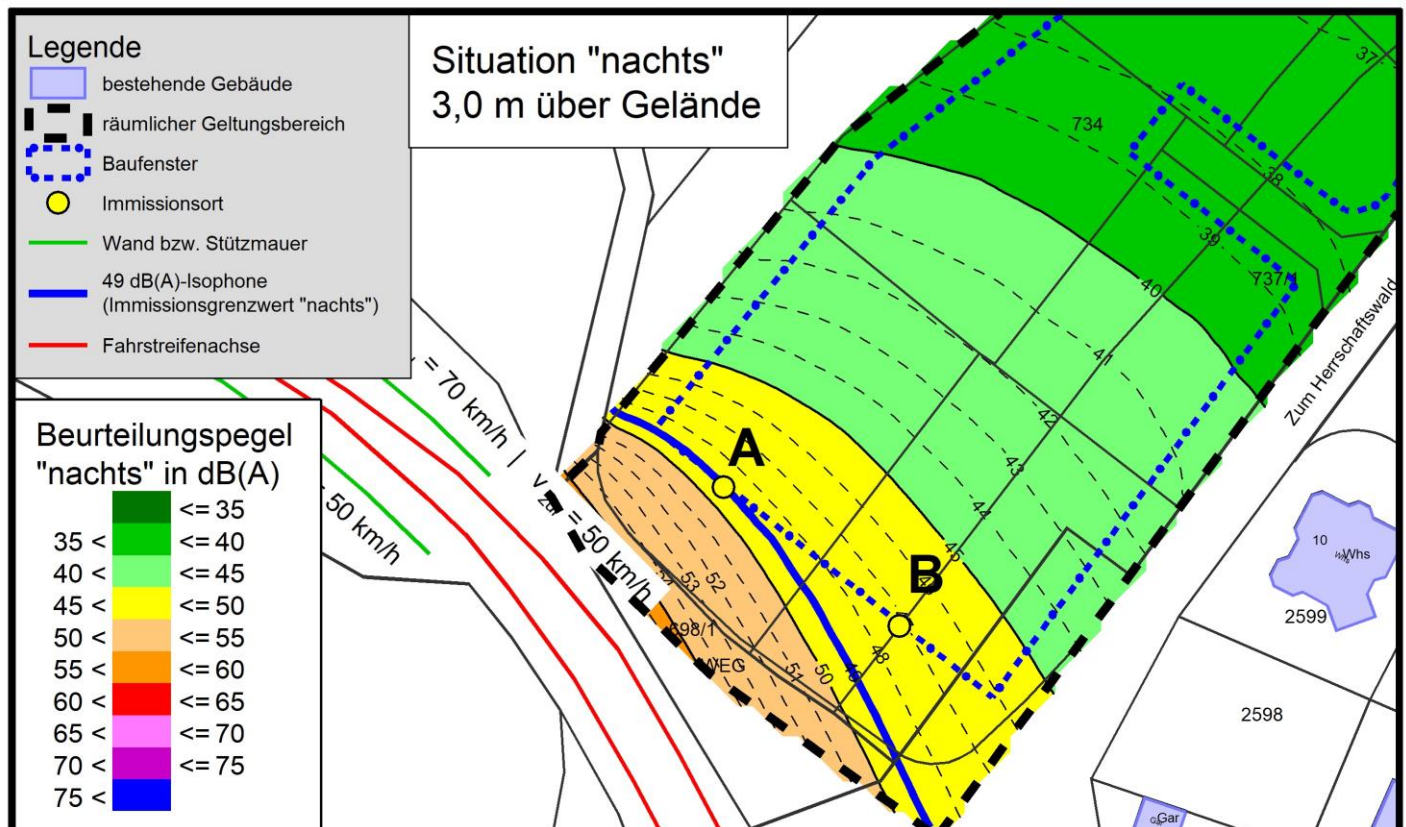 Legende
bestehende Gebäude
räumlicher Geltungsbereich
Baufenster
Immissionsort
Wand bzw. Stützmauer
49 dB(A)-Isophone
(Immissionsgrenzwert "nachts")
Fahrstreifenachse
Situation "nachts"
3,0 m über Gelände
Beurteilungspegel
"nachts" in dB(A)
<= 35
35 < <= 40
40 < <= 45
45 < <= 50
50 < <= 55
55 < <= 60
60 < <= 65
65 < <= 70
70 < <= 75
75 <
= 70 km/h
= 50 km/h
= 50 km/h
A
B
37
734
38
39
737/1
40
41
42
43
44
45
48
50
51
52
53
698/1
WEG
Zum Herrschaftswald
10
Whs
2599
2598
Gar